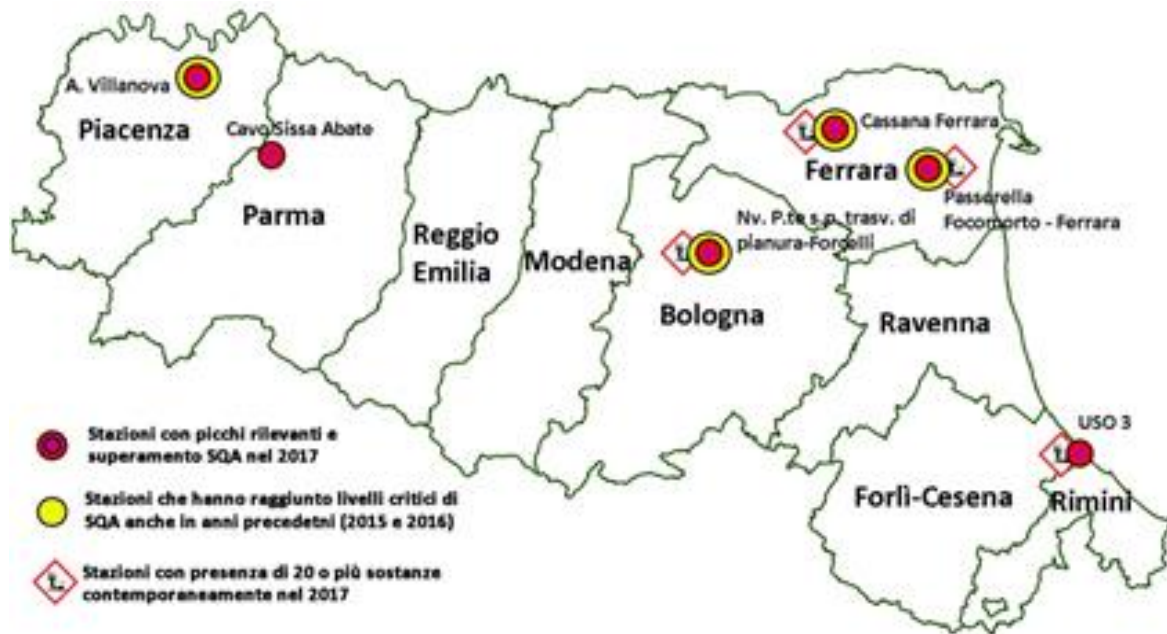 A. Villanova
Piacenza
Cavo Sissa Abate
Parma
Reggio
Emilia
Modena
Cassana Ferrara
Ferrara
Passerella
Focomorto - Ferrara
Nv. P.te s.p. trasv. di
pianura-Forcelli
Bologna
Ravenna
USO 3
Forlì-Cesena
Rimini
Stazioni con picchi rilevanti e
superamento SQA nel 2017
Stazioni che hanno raggiunto livelli critici di
SQA anche in anni precedetni (2015 e 2016)
Stazioni con presenza di 20 o più sostanze
contemporaneamente nel 2017